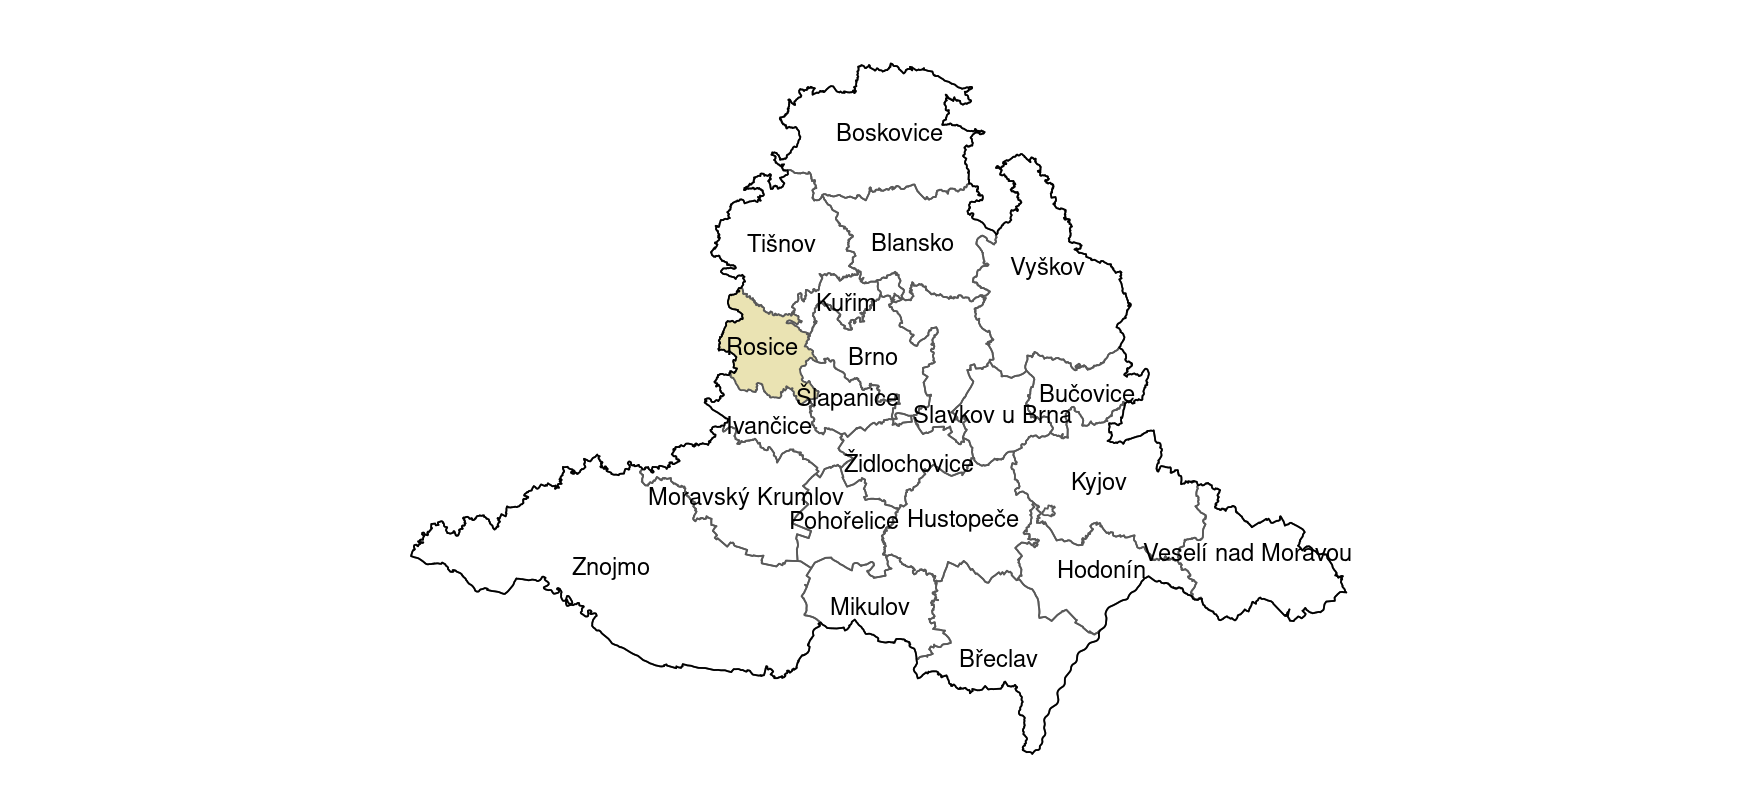 Boskovice
Tišnov
Blansko
Vyškov
Kuřim
Rosice
Brno
Šlapanice
Bučovice
Slavkov u Brna
Ivančice
Židlochovice
Kyjov
Moravský Krumlov
Pohořelice
Hustopeče
Veselí nad Moravou
Znojmo
Hodonín
Mikulov
Břeclav